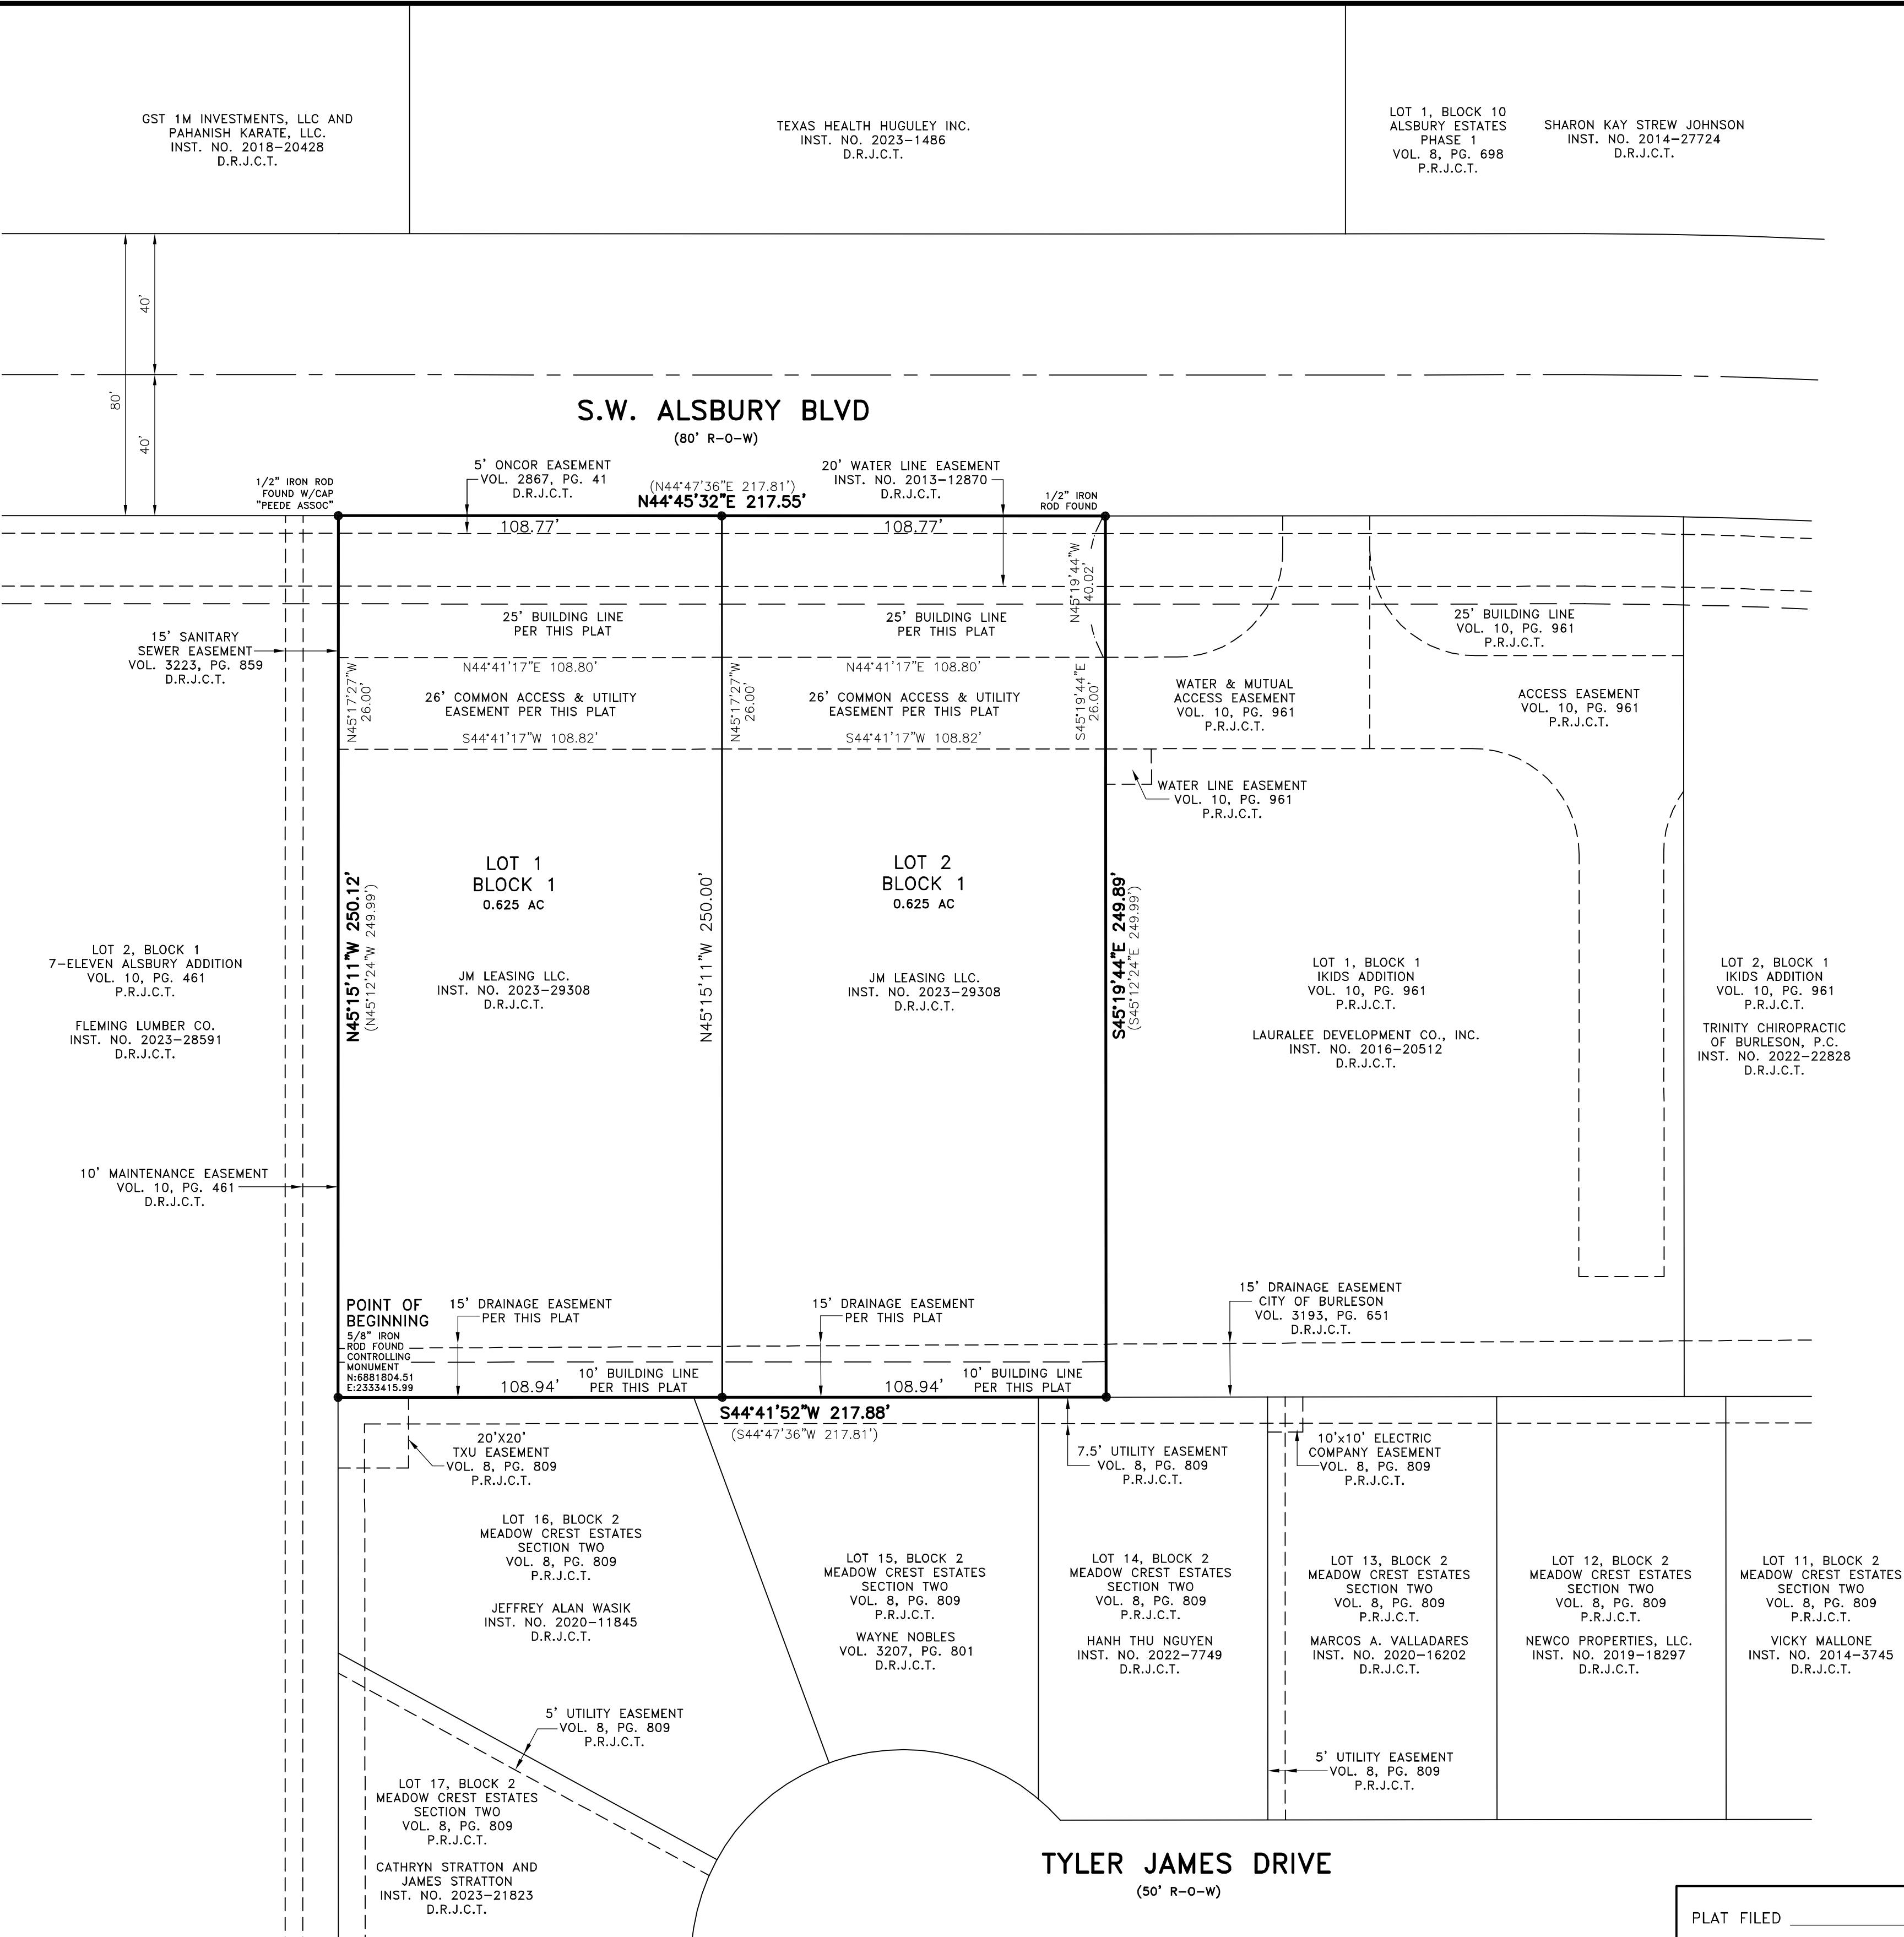 GST 1M INVESTMENTS, LLC AND
PAHANISH KARATE, LLC.
INST. NO. 2018-20428
D.R.J.C.T.
TEXAS HEALTH HUGULEY INC.
INST. NO. 2023-1486
D.R.J.C.T.
LOT 1, BLOCK 10
ALSBURY ESTATES
PHASE 1
VOL. 8, PG. 698
P.R.J.C.T.
SHARON KAY STREW JOHNSON
INST. NO. 2014-27724
D.R.J.C.T.
40'
80'
40'
S.W. ALSBURY BLVD
(80' R-O-W)
1/2" IRON ROD
FOUND W/CAP
"PEEDE ASSOC"
5' ONCOR EASEMENT
VOL. 2867, PG. 41
D.R.J.C.T.
(N44°47'36"E 217.81')
N44°45'32"E 217.55'
20' WATER LINE EASEMENT
INST. NO. 2013-12870
D.R.J.C.T.
1/2" IRON
ROD FOUND
108.77'
108.77'
N45°19'44"W
40.02'
25' BUILDING LINE
PER THIS PLAT
25' BUILDING LINE
PER THIS PLAT
25' BUILDING LINE
VOL. 10, PG. 961
P.R.J.C.T.
15' SANITARY
SEWER EASEMENT
VOL. 3223, PG. 859
D.R.J.C.T.
N45°17'27"W
26.00'
N44°41'17"E 108.80'
26' COMMON ACCESS & UTILITY
EASEMENT PER THIS PLAT
S44°41'17"W 108.82'
N45°17'27"W
26.00'
N44°41'17"E 108.80'
26' COMMON ACCESS & UTILITY
EASEMENT PER THIS PLAT
S44°41'17"W 108.82'
S45°19'44"E
26.00'
WATER & MUTUAL
ACCESS EASEMENT
VOL. 10, PG. 961
P.R.J.C.T.
ACCESS EASEMENT
VOL. 10, PG. 961
P.R.J.C.T.
WATER LINE EASEMENT
VOL. 10, PG. 961
P.R.J.C.T.
LOT 1
BLOCK 1
0.625 AC
LOT 2
BLOCK 1
0.625 AC
N45°15'11"W 250.12'
(N45°12'24"W 249.99')
N45°15'11"W 250.00'
S45°19'44"E 249.89'
(S45°12'24"E 249.99')
JM LEASING LLC.
INST. NO. 2023-29308
D.R.J.C.T.
JM LEASING LLC.
INST. NO. 2023-29308
D.R.J.C.T.
LOT 2, BLOCK 1
7-ELEVEN ALSBURY ADDITION
VOL. 10, PG. 461
P.R.J.C.T.
FLEMING LUMBER CO.
INST. NO. 2023-28591
D.R.J.C.T.
LOT 1, BLOCK 1
IKIDS ADDITION
VOL. 10, PG. 961
P.R.J.C.T.
LAURALEE DEVELOPMENT CO., INC.
INST. NO. 2016-20512
D.R.J.C.T.
LOT 2, BLOCK 1
IKIDS ADDITION
VOL. 10, PG. 961
P.R.J.C.T.
TRINITY CHIROPRACTIC
OF BURLESON, P.C.
INST. NO. 2022-22828
D.R.J.C.T.
10' MAINTENANCE EASEMENT
VOL. 10, PG. 461
D.R.J.C.T.
POINT OF
BEGINNING
5/8" IRON
ROD FOUND
CONTROLLING
MONUMENT
N:6881804.51
E:2333415.99
15' DRAINAGE EASEMENT
PER THIS PLAT
15' DRAINAGE EASEMENT
PER THIS PLAT
15' DRAINAGE EASEMENT
CITY OF BURLESON
VOL. 3193, PG. 651
D.R.J.C.T.
108.94'
10' BUILDING LINE
PER THIS PLAT
108.94'
10' BUILDING LINE
PER THIS PLAT
S44°41'52"W 217.88'
(S44°47'36"W 217.81')
20'X20'
TXU EASEMENT
VOL. 8, PG. 809
P.R.J.C.T.
7.5' UTILITY EASEMENT
VOL. 8, PG. 809
P.R.J.C.T.
10'x10' ELECTRIC
COMPANY EASEMENT
VOL. 8, PG. 809
P.R.J.C.T.
LOT 16, BLOCK 2
MEADOW CREST ESTATES
SECTION TWO
VOL. 8, PG. 809
P.R.J.C.T.
JEFFREY ALAN WASIK
INST. NO. 2020-11845
D.R.J.C.T.
LOT 15, BLOCK 2
MEADOW CREST ESTATES
SECTION TWO
VOL. 8, PG. 809
P.R.J.C.T.
WAYNE NOBLES
VOL. 3207, PG. 801
D.R.J.C.T.
LOT 14, BLOCK 2
MEADOW CREST ESTATES
SECTION TWO
VOL. 8, PG. 809
P.R.J.C.T.
HANH THU NGUYEN
INST. NO. 2022-7749
D.R.J.C.T.
LOT 13, BLOCK 2
MEADOW CREST ESTATES
SECTION TWO
VOL. 8, PG. 809
P.R.J.C.T.
MARCOS A. VALLADARES
INST. NO. 2020-16202
D.R.J.C.T.
LOT 12, BLOCK 2
MEADOW CREST ESTATES
SECTION TWO
VOL. 8, PG. 809
P.R.J.C.T.
NEWCO PROPERTIES, LLC.
INST. NO. 2019-18297
D.R.J.C.T.
LOT 11, BLOCK 2
MEADOW CREST ESTATES
SECTION TWO
VOL. 8, PG. 809
P.R.J.C.T.
VICKY MALLONE
INST. NO. 2014-3745
D.R.J.C.T.
5' UTILITY EASEMENT
VOL. 8, PG. 809
P.R.J.C.T.
5' UTILITY EASEMENT
VOL. 8, PG. 809
P.R.J.C.T.
LOT 17, BLOCK 2
MEADOW CREST ESTATES
SECTION TWO
VOL. 8, PG. 809
P.R.J.C.T.
CATHRYN STRATTON AND
JAMES STRATTON
INST. NO. 2023-21823
D.R.J.C.T.
TYLER JAMES DRIVE
(50' R-O-W)
PLAT FILED